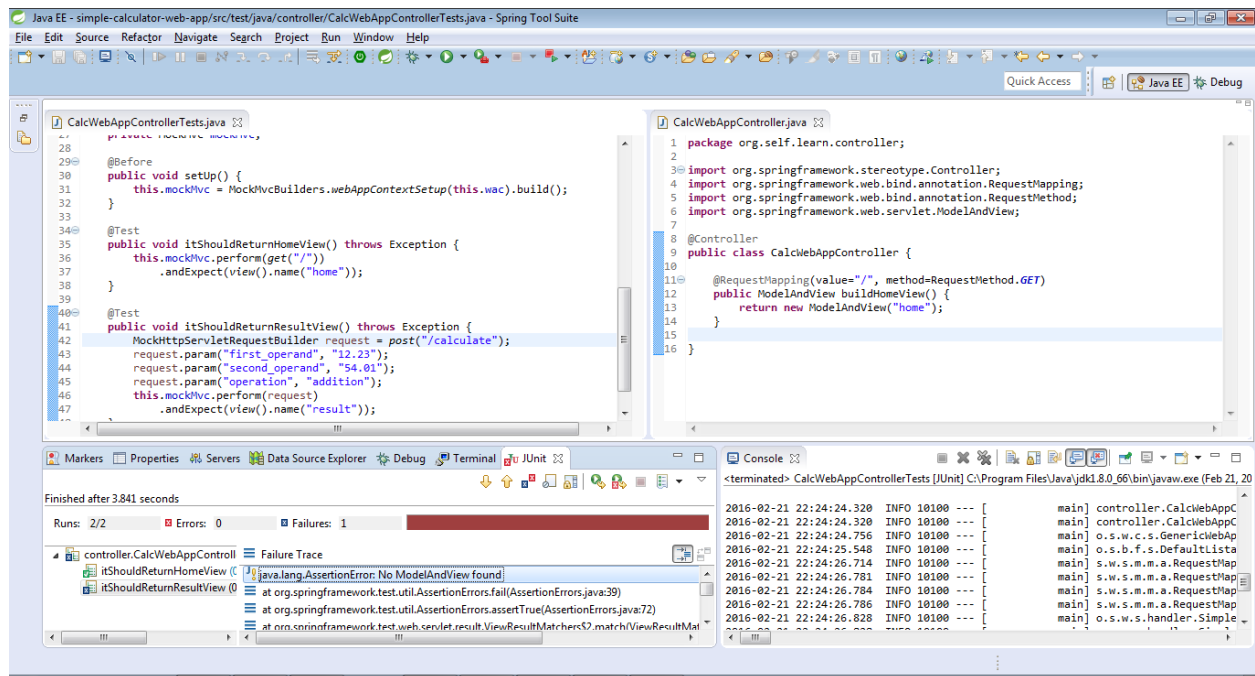 Java EE - simple-calculator-web-app/src/test/java/controller/CalcWebAppControllerTests.java - Spring Tool Suite
File Edit Source Refactor Navigate Search Project Run Window Help
Quick Access Java EE Debug
CalcWebAppControllerTests.java
27 private MockMvc mockMvc;
28
29 @Before
30 public void setUp() {
31 this.mockMvc = MockMvcBuilders.webAppContextSetup(this.wac).build();
32 }
33
34 @Test
35 public void itShouldReturnHomeView() throws Exception {
36 this.mockMvc.perform(get("/"))
37 .andExpect(view().name("home"));
38 }
39
40 @Test
41 public void itShouldReturnResultView() throws Exception {
42 MockHttpServletRequestBuilder request = post("/calculate");
43 request.param("first_operand", "12.23");
44 request.param("second_operand", "54.01");
45 request.param("operation", "addition");
46 this.mockMvc.perform(request)
47 .andExpect(view().name("result"));
CalcWebAppController.java
1 package org.self.learn.controller;
2
3 import org.springframework.stereotype.Controller;
4 import org.springframework.web.bind.annotation.RequestMapping;
5 import org.springframework.web.bind.annotation.RequestMethod;
6 import org.springframework.web.servlet.ModelAndView;
7
8 @Controller
9 public class CalcWebAppController {
10
11 @RequestMapping(value="/", method=RequestMethod.GET)
12 public ModelAndView buildHomeView() {
13 return new ModelAndView("home");
14 }
15
16 }
Markers Properties Servers Data Source Explorer Debug Terminal JUnit
Finished after 3.841 seconds
Runs: 2/2 Errors: 0 Failures: 1
controller.CalcWebAppControll
itShouldReturnHomeView (0
itShouldReturnResultView (0
Failure Trace
java.lang.AssertionError: No ModelAndView found
at org.springframework.test.util.AssertionErrors.fail(AssertionErrors.java:39)
at org.springframework.test.util.AssertionErrors.assertTrue(AssertionErrors.java:72)
at org.springframework.test.web.servlet.result.ViewResultMatchers$2.match(ViewResultMat
Console
<terminated> CalcWebAppControllerTests [JUnit] C:\Program Files\Java\jdk1.8.0_66\bin\javaw.exe (Feb 21, 20
2016-02-21 22:24:24.320 INFO 10100 --- [ main] controller.CalcWebAppC
2016-02-21 22:24:24.320 INFO 10100 --- [ main] controller.CalcWebAppC
2016-02-21 22:24:24.756 INFO 10100 --- [ main] o.s.w.c.s.GenericWebAp
2016-02-21 22:24:25.548 INFO 10100 --- [ main] o.s.b.f.s.DefaultLista
2016-02-21 22:24:26.714 INFO 10100 --- [ main] s.w.s.m.m.a.RequestMap
2016-02-21 22:24:26.781 INFO 10100 --- [ main] s.w.s.m.m.a.RequestMap
2016-02-21 22:24:26.784 INFO 10100 --- [ main] s.w.s.m.m.a.RequestMap
2016-02-21 22:24:26.786 INFO 10100 --- [ main] s.w.s.m.m.a.RequestMap
2016-02-21 22:24:26.828 INFO 10100 --- [ main] o.s.w.s.handler.Simple